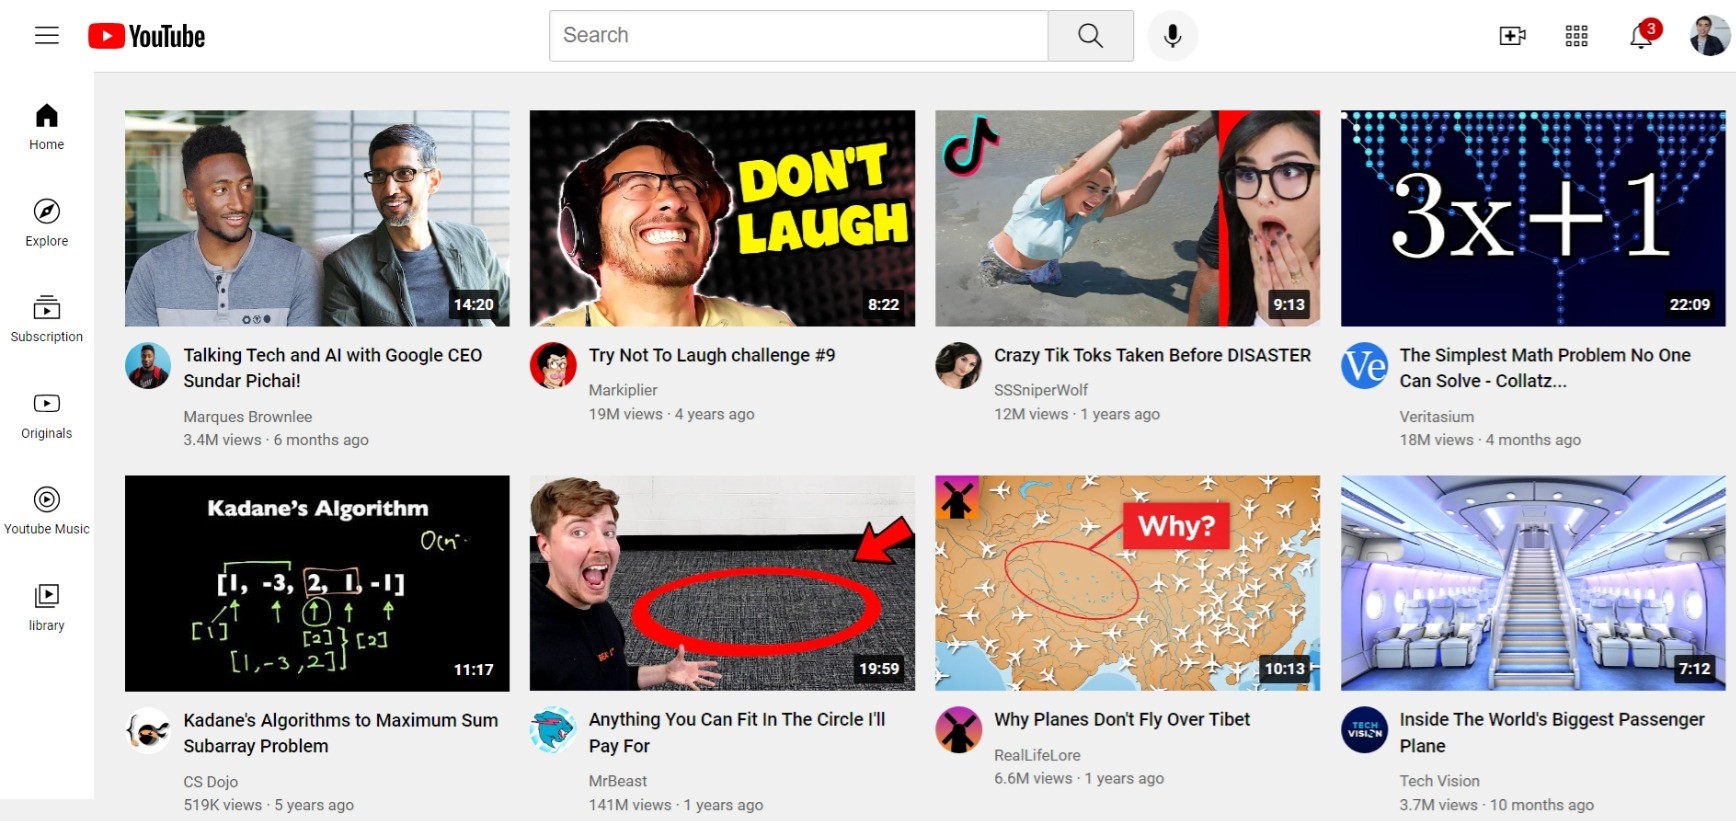 YouTube
Search
3
Home
Explore
Subscription
Originals
Youtube Music
library
14:20
Talking Tech and AI with Google CEO
Sundar Pichai!
Marques Brownlee
3.4M views · 6 months ago
DON'T
LAUGH
8:22
Try Not To Laugh challenge #9
Markiplier
19M views · 4 years ago
9:13
Crazy Tik Toks Taken Before DISASTER
SSSniperWolf
12M views · 1 years ago
3x+1
22:09
Ve
The Simplest Math Problem No One
Can Solve - Collatz...
Veritasium
18M views · 4 months ago
Kadane's Algorithm
[1, -3, 2, 1, -1]
[1]
[2]
[2]
[1,-3,2]
11:17
Kadane's Algorithms to Maximum Sum
Subarray Problem
CS Dojo
519K views · 5 years ago
19:59
Anything You Can Fit In The Circle I'll
Pay For
MrBeast
141M views · 1 years ago
Why?
10:13
Why Planes Don't Fly Over Tibet
RealLifeLore
6.6M views · 1 years ago
7:12
TECH
VISION
Inside The World's Biggest Passenger
Plane
Tech Vision
3.7M views · 10 months ago